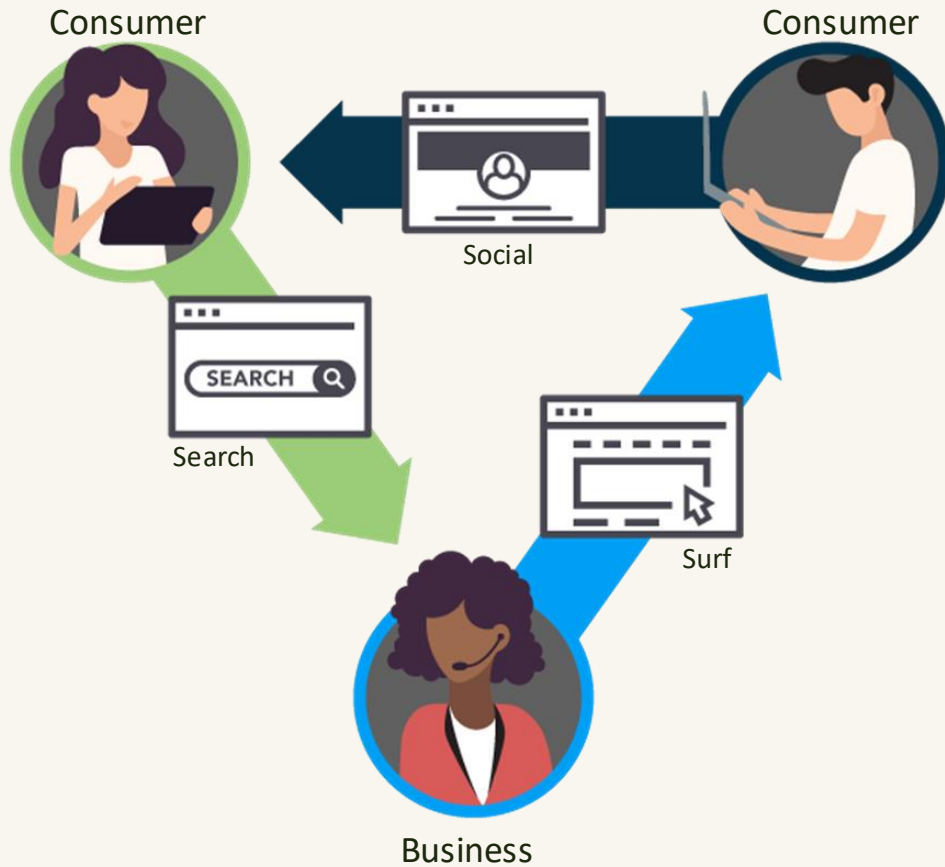 Consumer
Consumer
Social
SEARCH
Search
Surf
Business